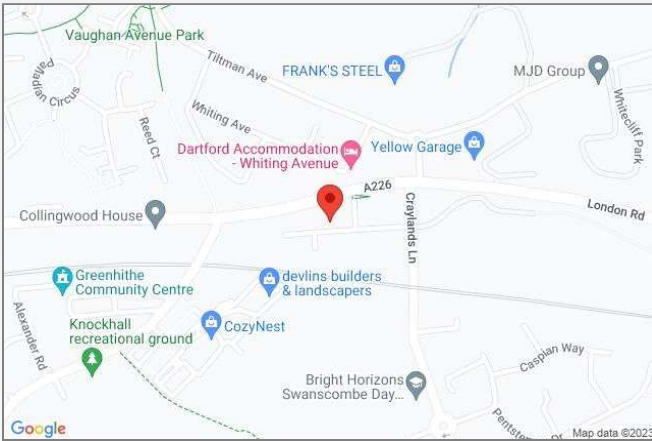 Vaughan Avenue Park
Palladian Circus
Tiltman Ave
FRANK'S STEEL
MJD Group
Whitecliff Park
Whiting Ave
Reed Ct
Dartford Accommodation
- Whiting Avenue
Yellow Garage
A226
London Rd
Craylands Ln
Collingwood House
Greenhithe
Community Centre
devlins builders
& landscapers
Alexander Rd
CozyNest
Knockhall
recreational ground
Caspian Way
Bright Horizons
Swanscombe Day...
Google
Map data ©2023